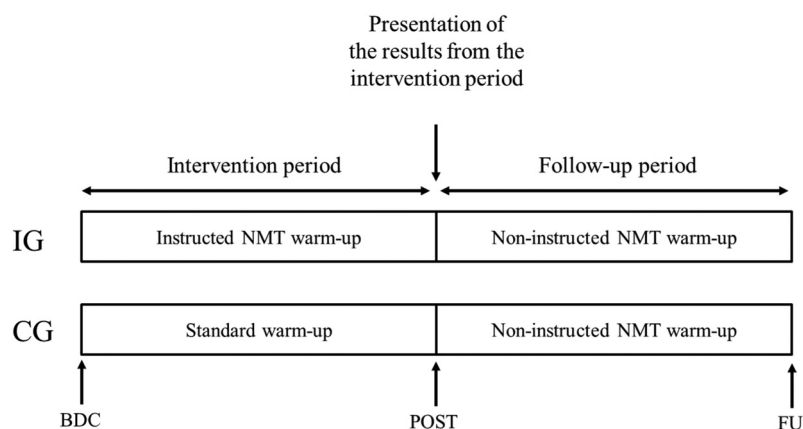 Presentation of
the results from the
intervention period
Intervention period
Follow-up period
IG
Instructed NMT warm-up
Non-instructed NMT warm-up
CG
Standard warm-up
Non-instructed NMT warm-up
BDC
POST
FU